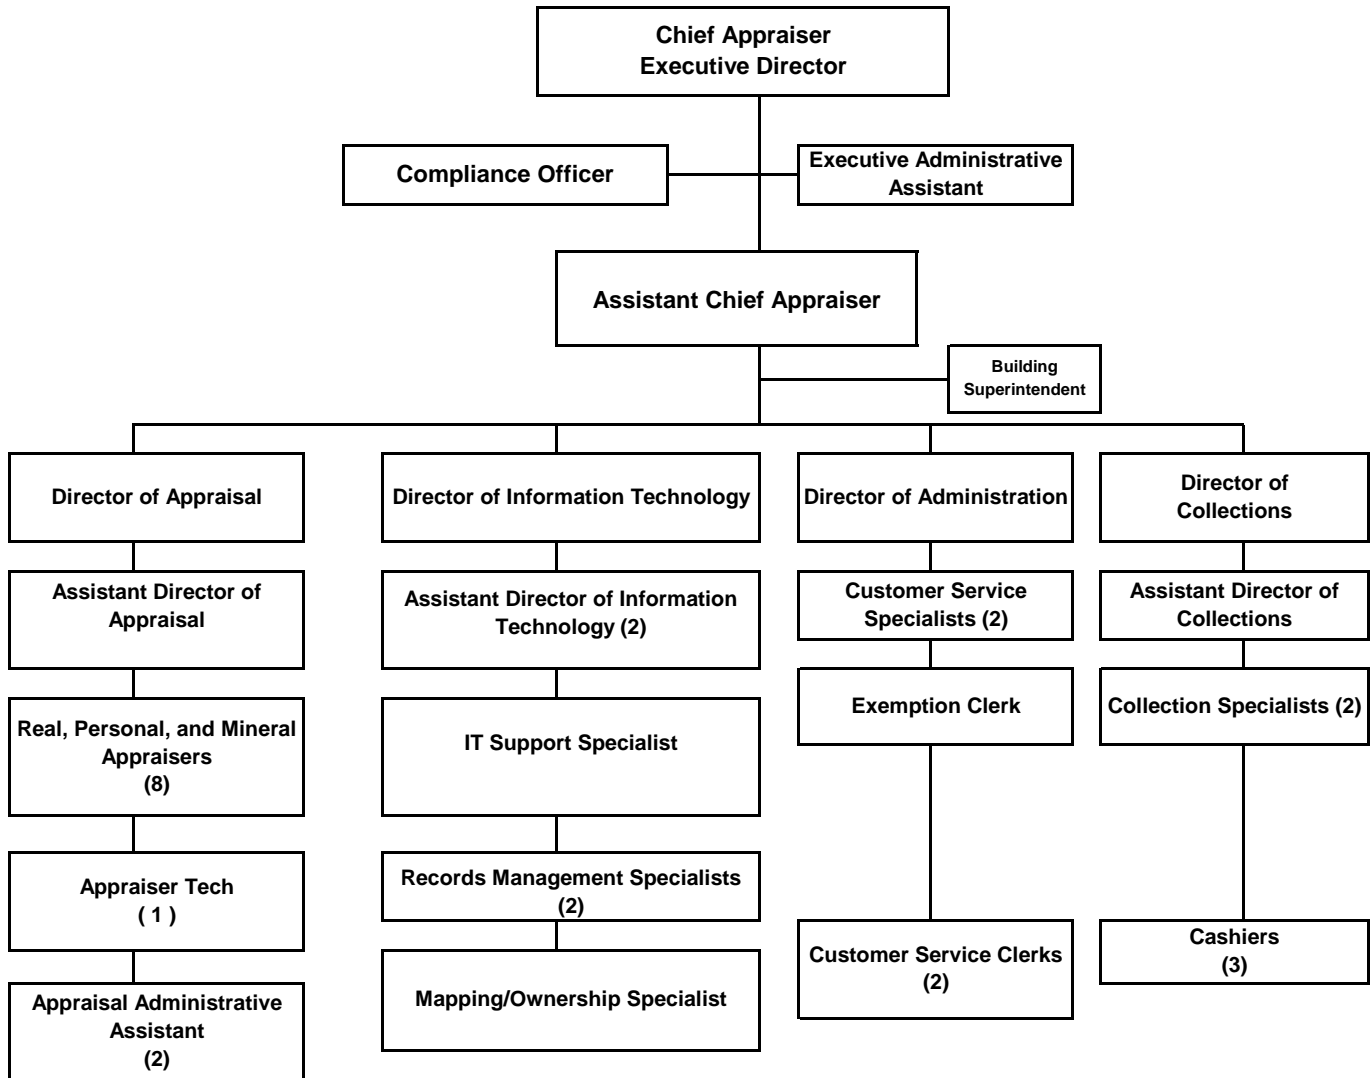 Chief Appraiser
Executive Director
Compliance Officer
Executive Administrative
Assistant
Assistant Chief Appraiser
Building
Superintendent
Director of Appraisal
Director of Information Technology
Director of Administration
Director of
Collections
Assistant Director of
Appraisal
Assistant Director of Information
Technology (2)
Customer Service
Specialists (2)
Assistant Director of
Collections
Real, Personal, and Mineral
Appraisers
(8)
IT Support Specialist
Exemption Clerk
Collection Specialists (2)
Appraiser Tech
( 1 )
Records Management Specialists
(2)
Customer Service Clerks
(2)
Cashiers
(3)
Appraisal Administrative
Assistant
(2)
Mapping/Ownership Specialist